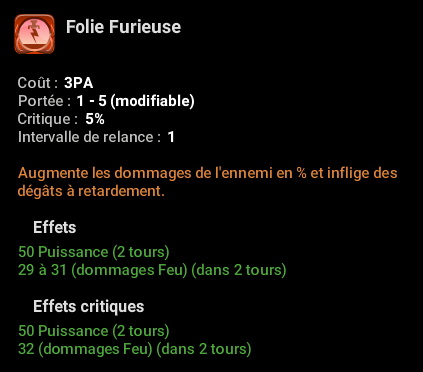 Folie Furieuse
Coût : 3PA
Portée : 1 - 5 (modifiable)
Critique : 5%
Intervalle de relance : 1
Augmente les dommages de l'ennemi en % et inflige des
dégâts à retardement.
Effets
50 Puissance (2 tours)
29 à 31 (dommages Feu) (dans 2 tours)
Effets critiques
50 Puissance (2 tours)
32 (dommages Feu) (dans 2 tours)